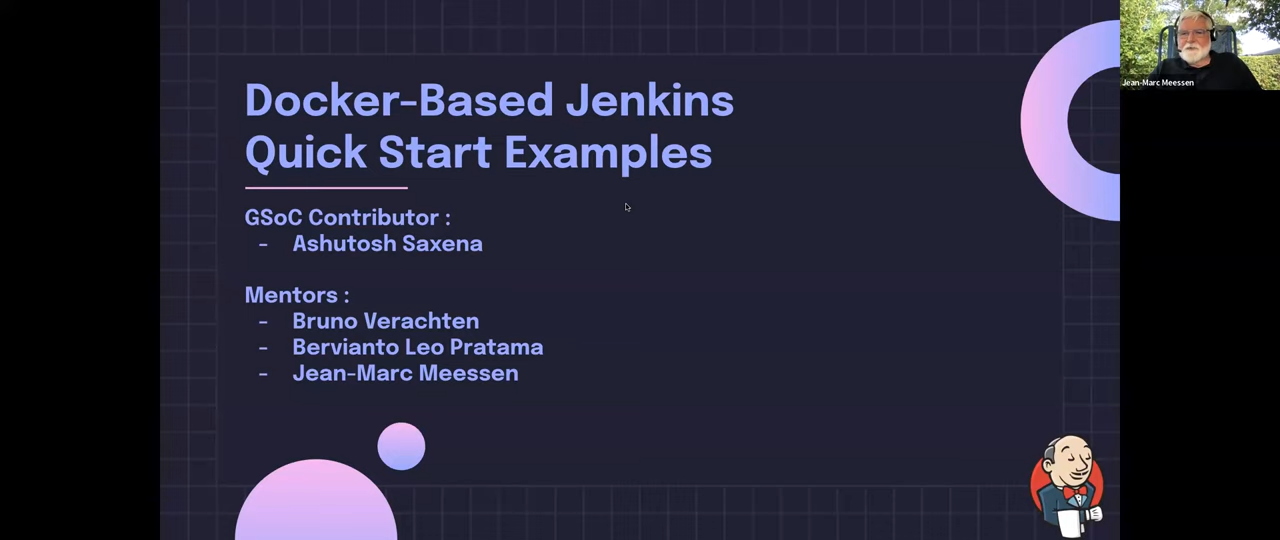 Docker-Based Jenkins
Quick Start Examples
GSoC Contributor :
- Ashutosh Saxena
Mentors :
- Bruno Verachten
- Bervianto Leo Pratama
- Jean-Marc Meessen
Jean-Marc Meessen